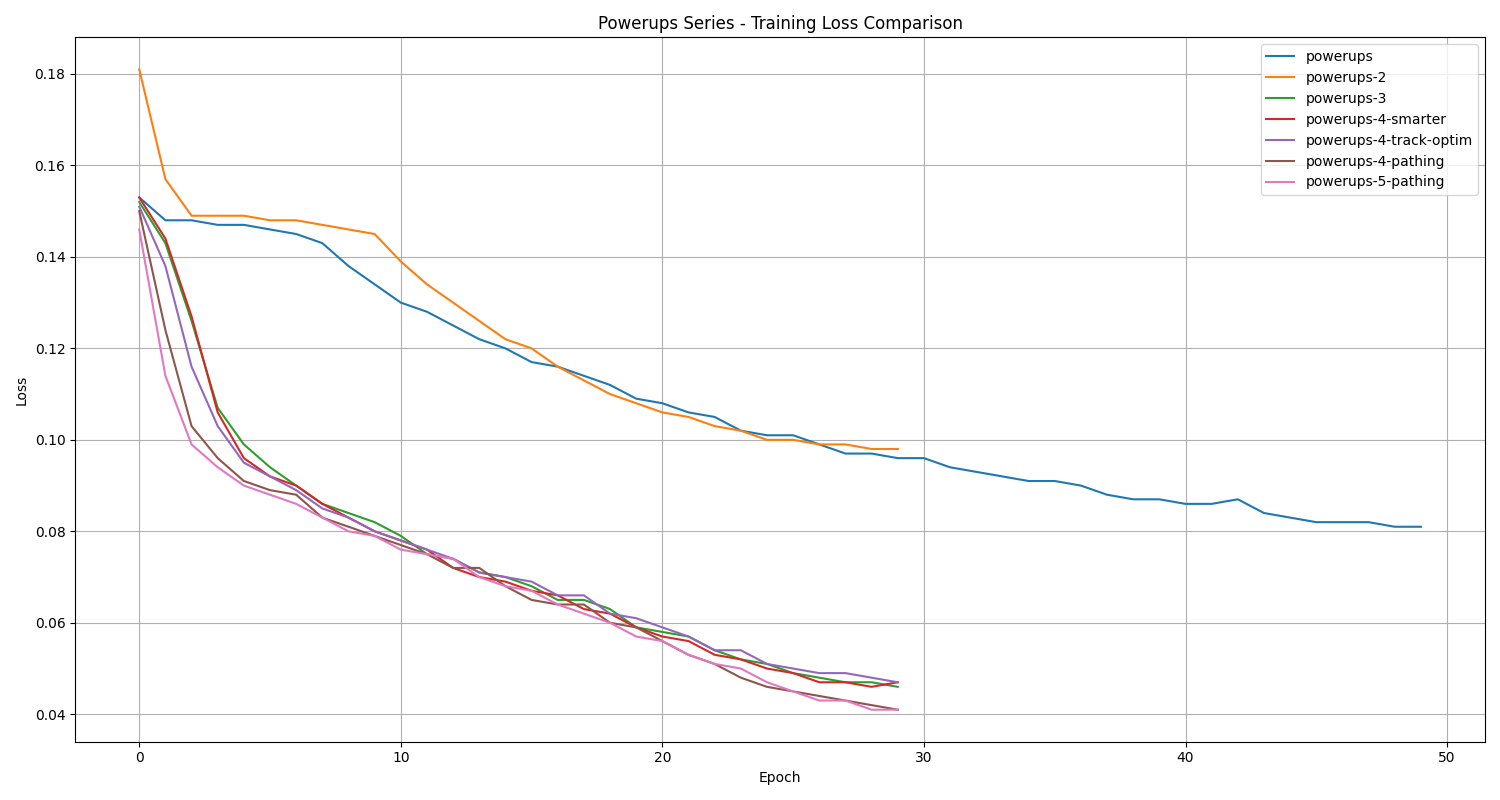 Powerups Series - Training Loss Comparison
powerups
powerups-2
powerups-3
powerups-4-smarter
powerups-4-track-optim
powerups-4-pathing
powerups-5-pathing
Loss
0.18
0.16
0.14
0.12
0.10
0.08
0.06
0.04
0 10 20 30 40 50
Epoch